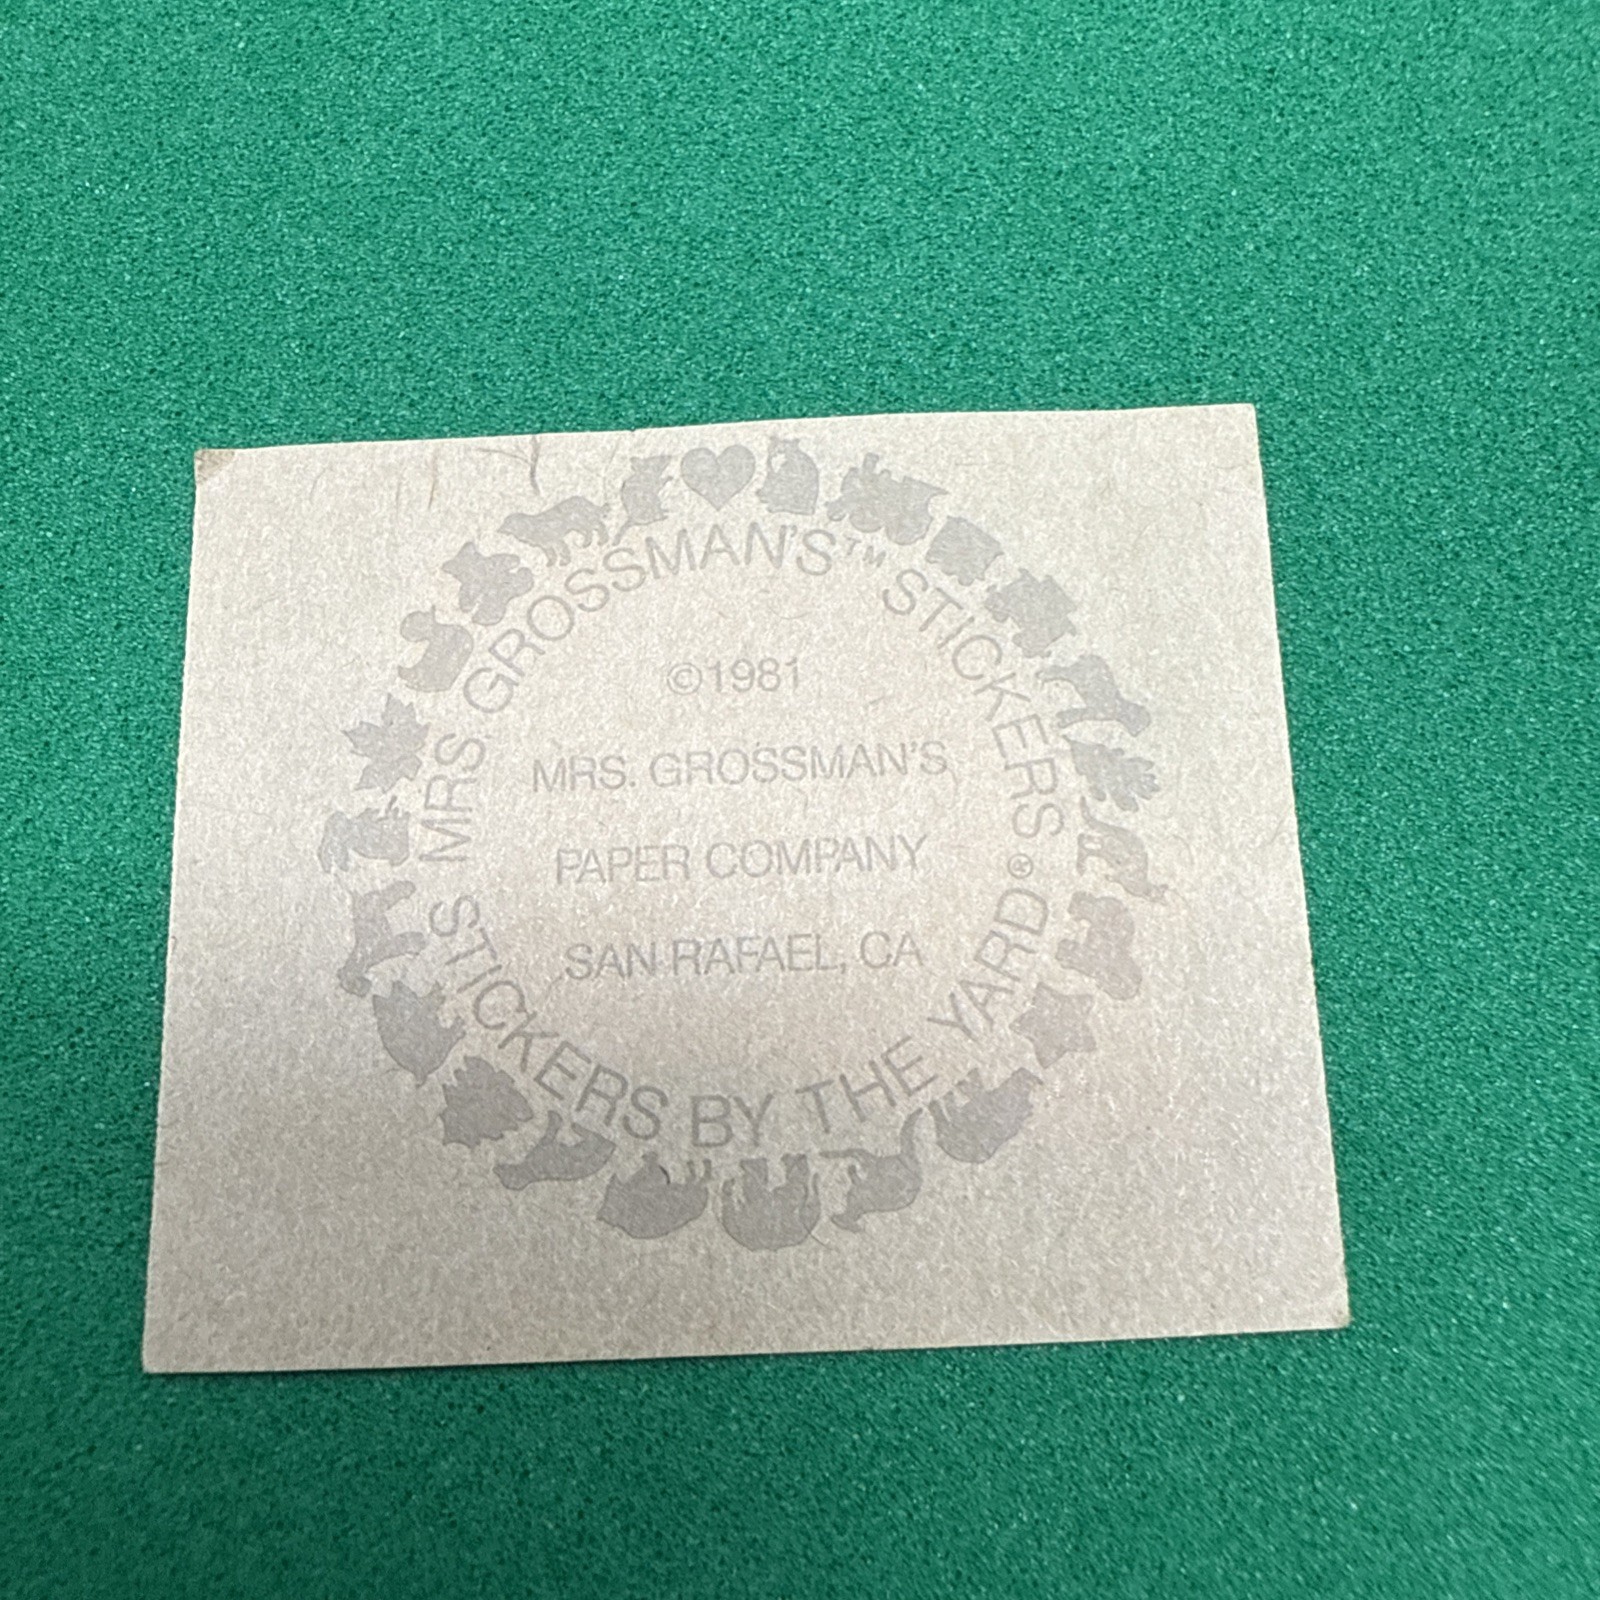 MRS GROSSMAN'S™ STICKERS
©1981
MRS. GROSSMAN'S
PAPER COMPANY
SAN RAFAEL, CA
STICKERS BY THE YARD®